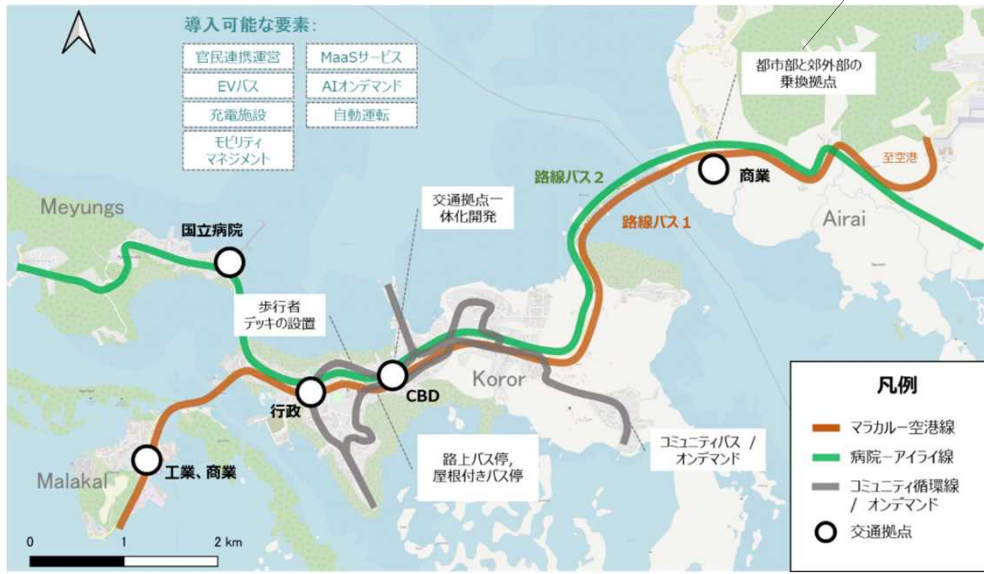 導入可能な要素:
官民連携運営
MaaSサービス
EVバス
AIオンデマンド
充電施設
自動運転
モビリティ
マネジメント
都市部と郊外部の
乗換拠点
至空港
商業
路線バス2
路線バス1
Airai
交通拠点一
体化開発
Meyungs
国立病院
歩行者
デッキの設置
Koror
CBD
行政
コミュニティバス /
オンデマンド
路上バス停,
屋根付きバス停
工業、商業
Malakal
0 1 2 km
凡例
マラカルー空港線
病院ーアイライ線
コミュニティ循環線
/ オンデマンド
交通拠点